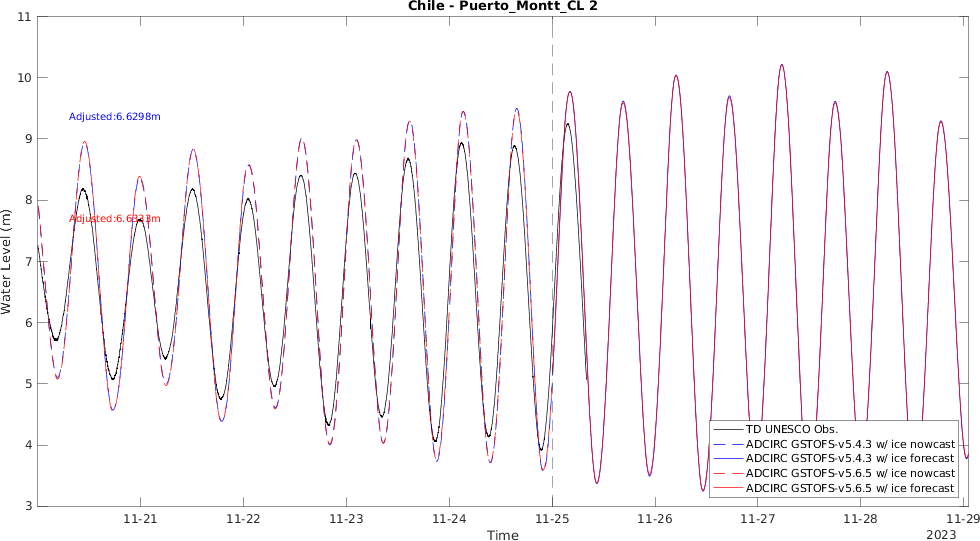 Chile - Puerto_Montt_CL 2
11
10
9
8
7
6
5
4
3
Water Level (m)
Adjusted:6.6298m
Adjusted:6.6333m
TD UNESCO Obs.
ADCIRC GSTOFS-v5.4.3 w/ ice nowcast
ADCIRC GSTOFS-v5.4.3 w/ ice forecast
ADCIRC GSTOFS-v5.6.5 w/ ice nowcast
ADCIRC GSTOFS-v5.6.5 w/ ice forecast
11-21
11-22
11-23
11-24
11-25
11-26
11-27
11-28
11-29
Time
2023